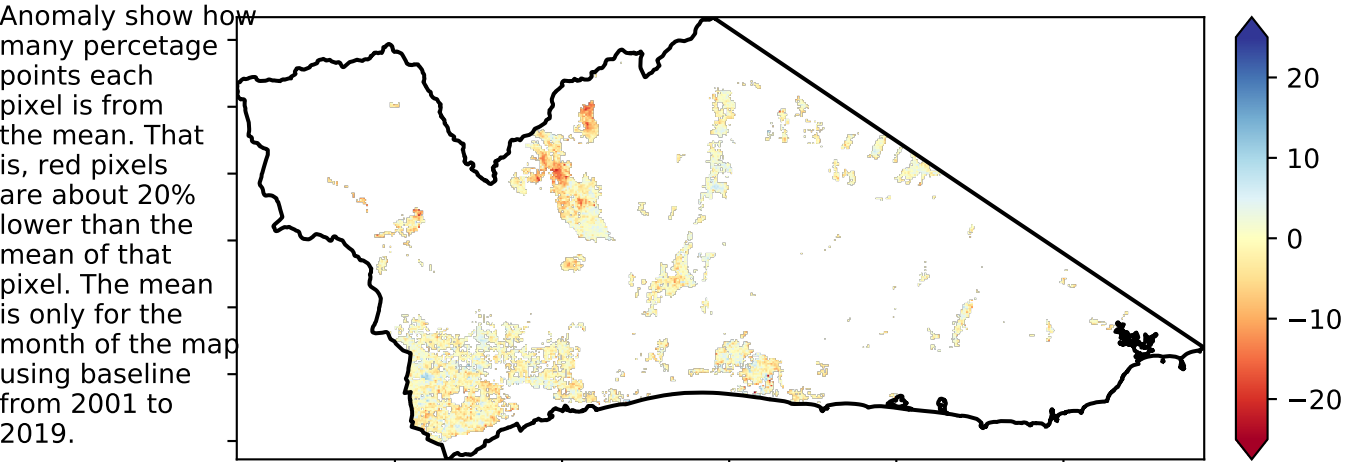 Anomaly show how
many percetage
points each
pixel is from
the mean. That
is, red pixels
are about 20%
lower than the
mean of that
pixel. The mean
is only for the
month of the map
using baseline
from 2001 to
2019.
20
10
0
−10
−20